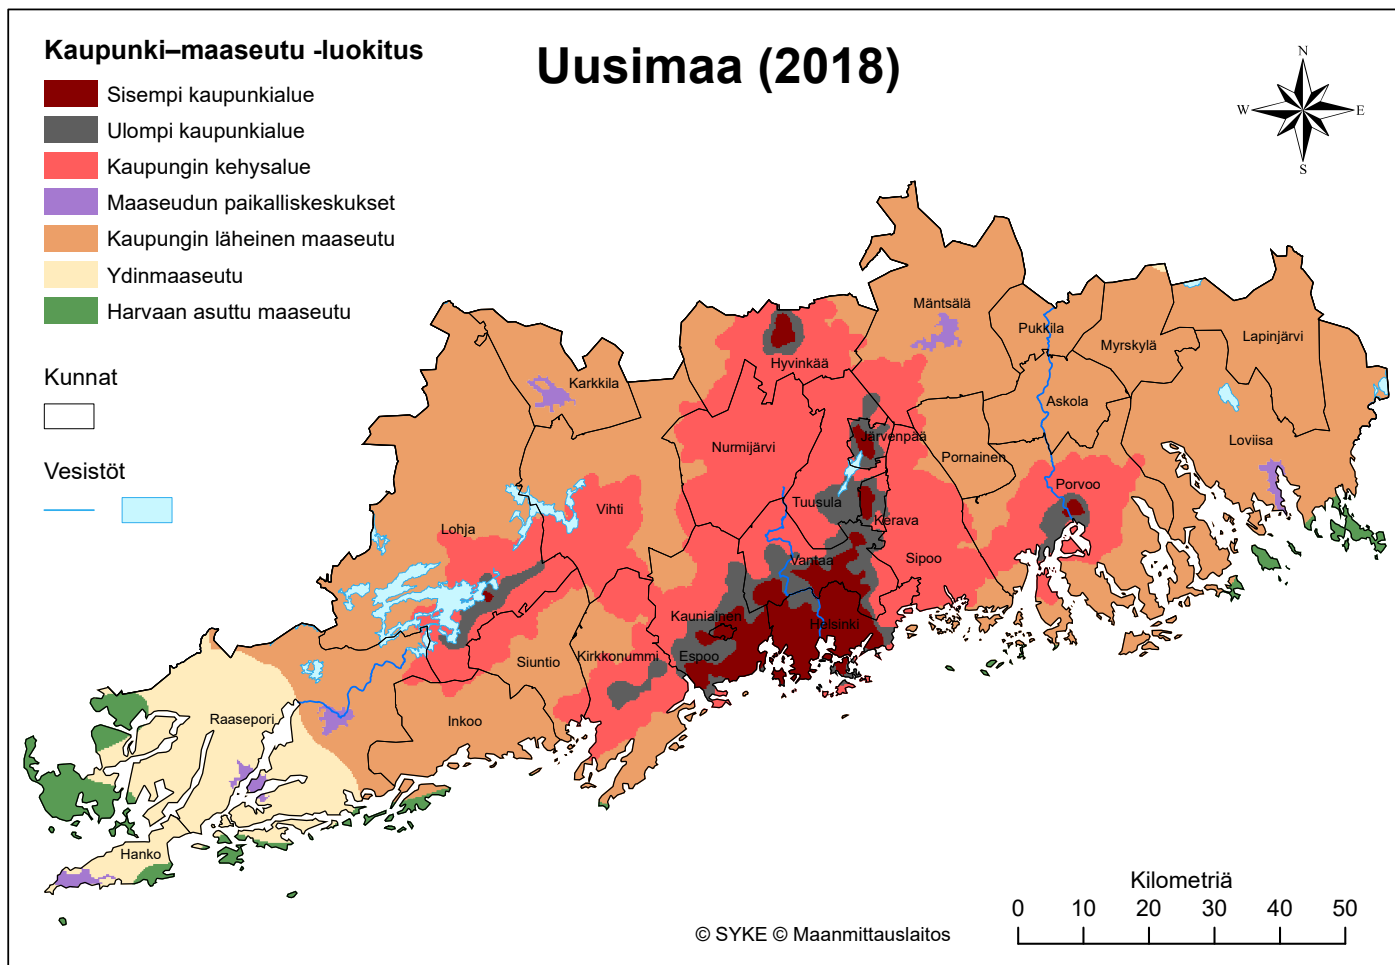 Kaupunki–maaseutu -luokitus
Uusimaa (2018)
Sisempi kaupunkialue
Ulompi kaupunkialue
Kaupungin kehysalue
Maaseudun paikalliskeskukset
Kaupungin läheinen maaseutu
Ydinmaaseutu
Harvaan asuttu maaseutu
Kunnat
Vesistöt
N
W
E
S
Mäntsälä
Pukkila
Myrskylä
Lapinjärvi
Hyvinkää
Karkkila
Askola
Nurmijärvi
Järvenpää
Loviisa
Pornainen
Porvoo
Tuusula
Vihti
Kerava
Lohja
Sipoo
Vantaa
Kauniainen
Helsinki
Espoo
Kirkkonummi
Siuntio
Inkoo
Raasepori
Hanko
Kilometriä
0 10 20 30 40 50
© SYKE © Maanmittauslaitos